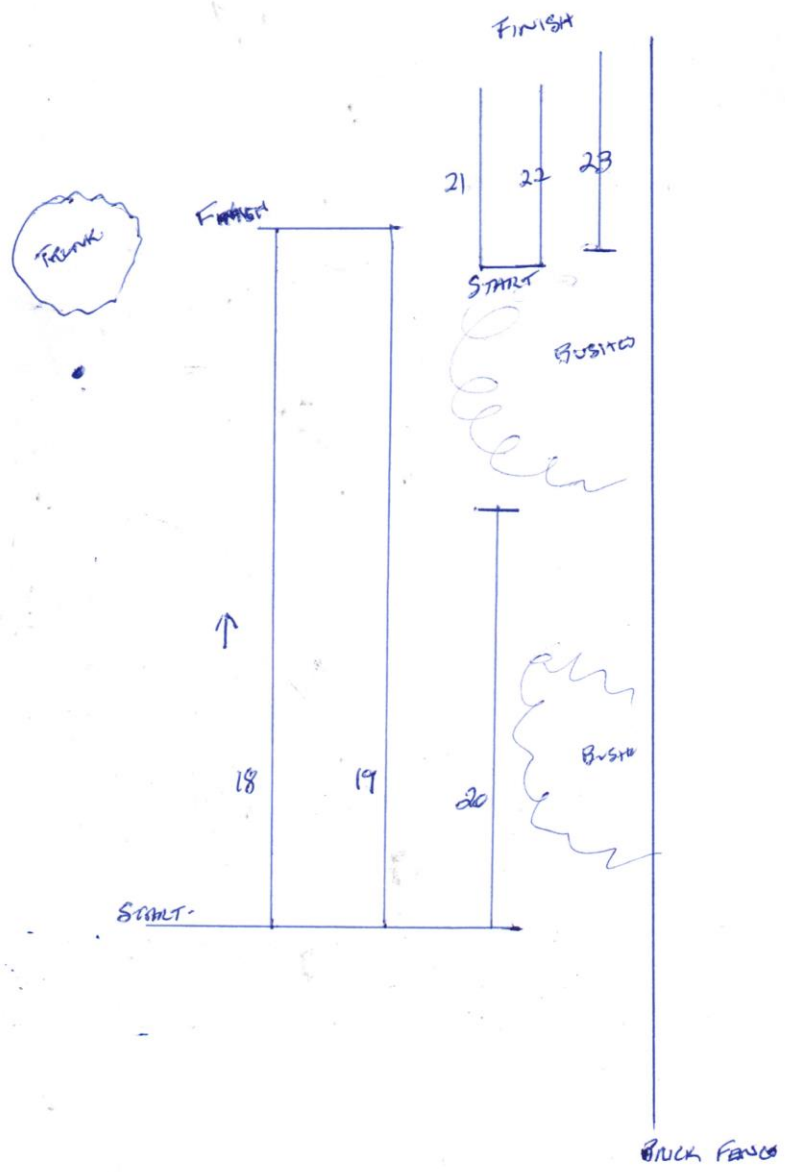 FINISH
21 22 23
TRUNK
FINISH
START
BUSHES
BUSH
18 19 20
START-
BRICK FENCE